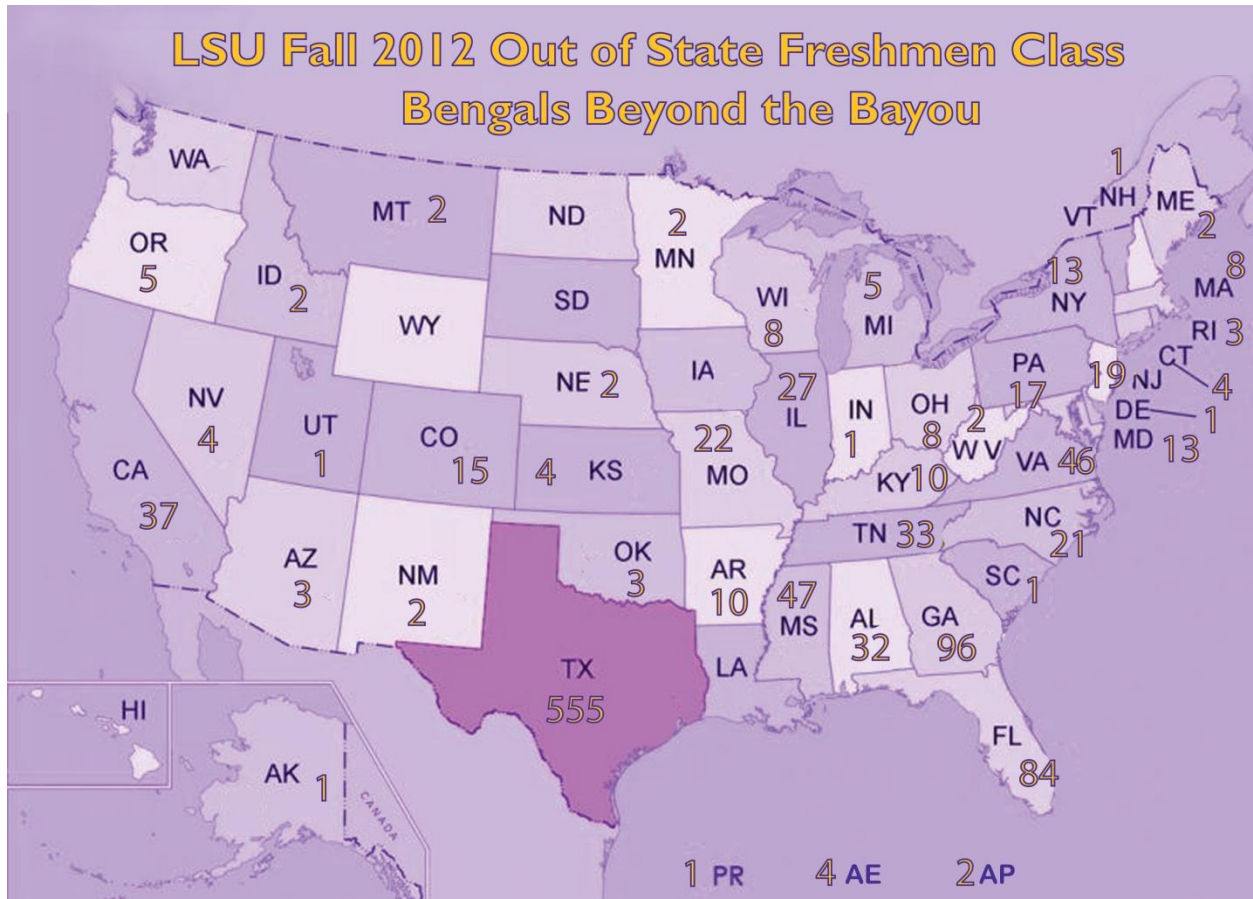 LSU Fall 2012 Out of State Freshmen Class
Bengals Beyond the Bayou
WA
MT 2
ND
2
MN
1
NH
VT
ME
2
OR
5
ID
2
WY
SD
WI
8
5
MI
13
NY
8
MA
RI 3
CT
4
NV
4
UT
1
CO
15
NE 2
IA
27
IL
IN
1
OH
8
PA
17
19
NJ
DE
1
MD 13
CA
37
4 KS
22
MO
KY 10
2
WV
VA 46
AZ
3
NM
2
OK
3
AR
10
TN 33
NC
21
SC
1
TX
555
LA
47
MS
AL
32
GA
96
FL
84
HI
AK 1
CANADA
1 PR 4 AE 2 AP